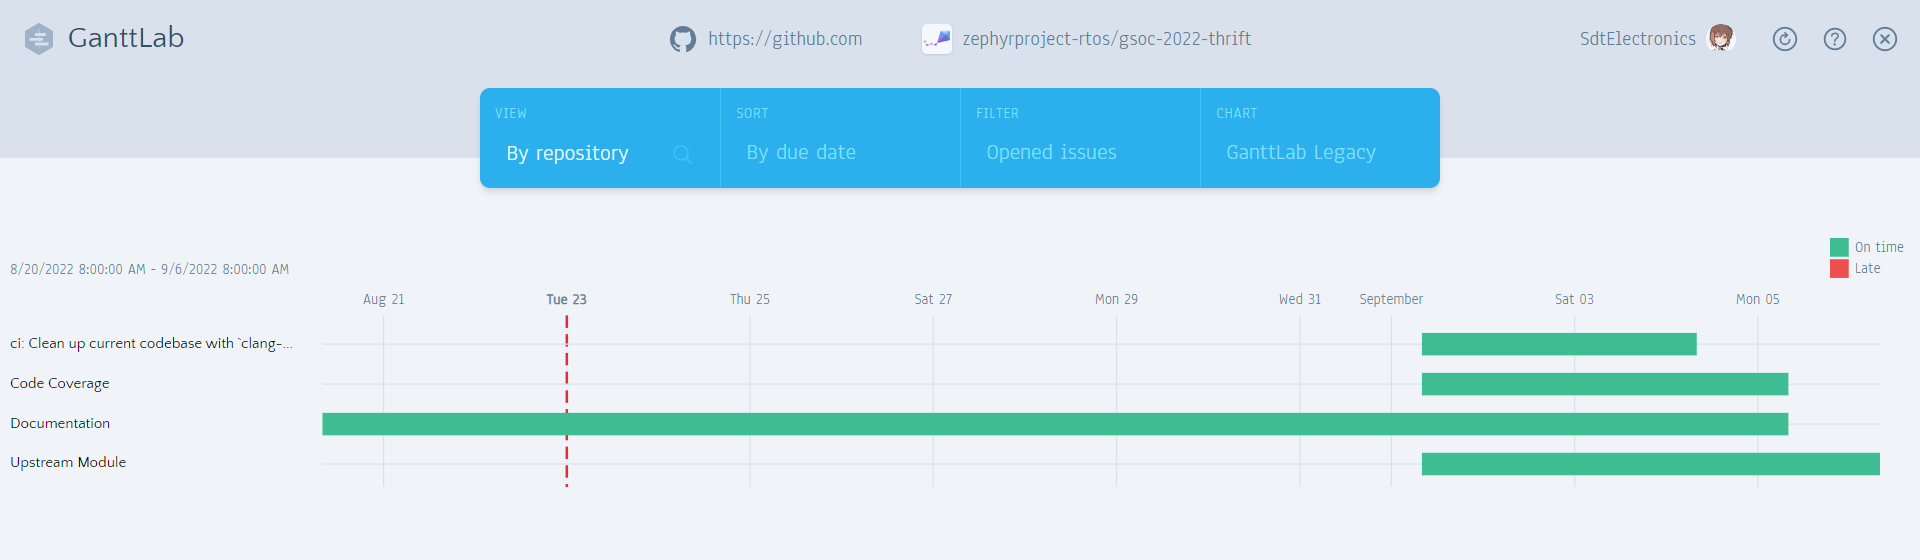 GanttLab
https://github.com
zephyrproject-rtos/gsoc-2022-thrift
SdtElectronics
VIEW
By repository
SORT
By due date
FILTER
Opened issues
CHART
GanttLab Legacy
On time
Late
8/20/2022 8:00:00 AM - 9/6/2022 8:00:00 AM
Aug 21 Tue 23 Thu 25 Sat 27 Mon 29 Wed 31 September Sat 03 Mon 05
ci: Clean up current codebase with `clang-...
Code Coverage
Documentation
Upstream Module